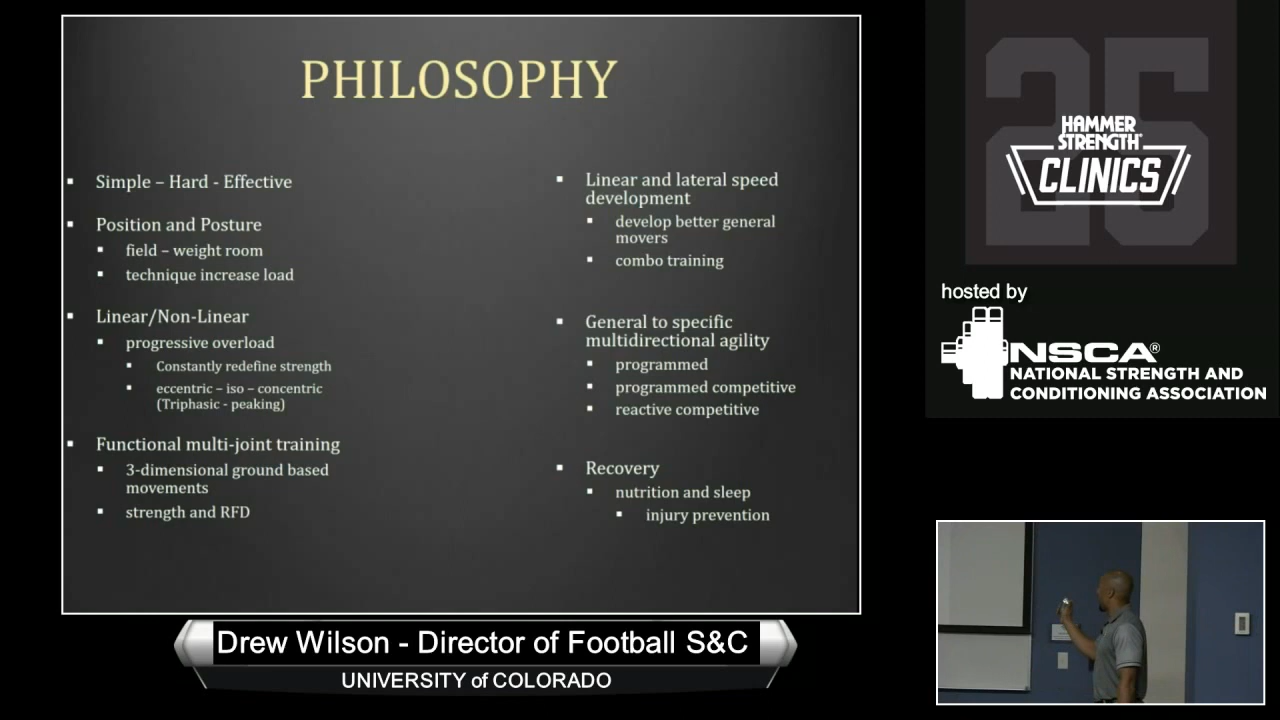 PHILOSOPHY
Simple – Hard - Effective
Position and Posture
field – weight room
technique increase load
Linear/Non-Linear
progressive overload
Constantly redefine strength
eccentric – iso – concentric
(Triphasic - peaking)
Functional multi-joint training
3-dimensional ground based
movements
strength and RFD
Linear and lateral speed
development
develop better general
movers
combo training
General to specific
multidirectional agility
programmed
programmed competitive
reactive competitive
Recovery
nutrition and sleep
injury prevention
25
HAMMER
STRENGTH
CLINICS
hosted by
NSCA®
NATIONAL STRENGTH AND
CONDITIONING ASSOCIATION
Drew Wilson - Director of Football S&C
UNIVERSITY of COLORADO